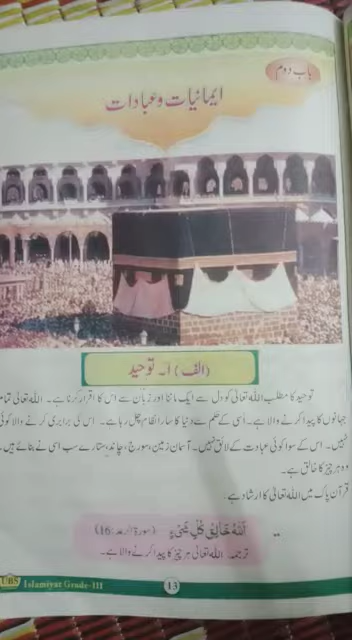 باب دوم
ایمانیات و عبادات
(الف) ا۔ توحید
توحید کا مطلب اللہ تعالیٰ کو دل سے ایک ماننا اور زبان سے اس کا اقرار کرنا ہے۔ اللہ تعالیٰ تمام
جہانوں کا پیدا کرنے والا ہے۔ اُسی کے حکم سے دنیا کا سارا نظام چل رہا ہے۔ اس کی برابری کرنے والا کوئی
نہیں۔ اس کے سوا کوئی عبادت کے لائق نہیں۔ آسمان، زمین، سورج، چاند، ستارے سب اسی نے بنائے ہیں،
وہ ہر چیز کا خالق ہے۔
قرآن پاک میں اللہ تعالیٰ کا ارشاد ہے۔
اَللّٰهُ خَالِقُ كُلِّ شَيْءٍ (سورۃ الرعد:16)
ترجمہ: اللہ تعالیٰ ہر چیز کا پیدا کرنے والا ہے۔
UBS Islamiyat Grade-III
13